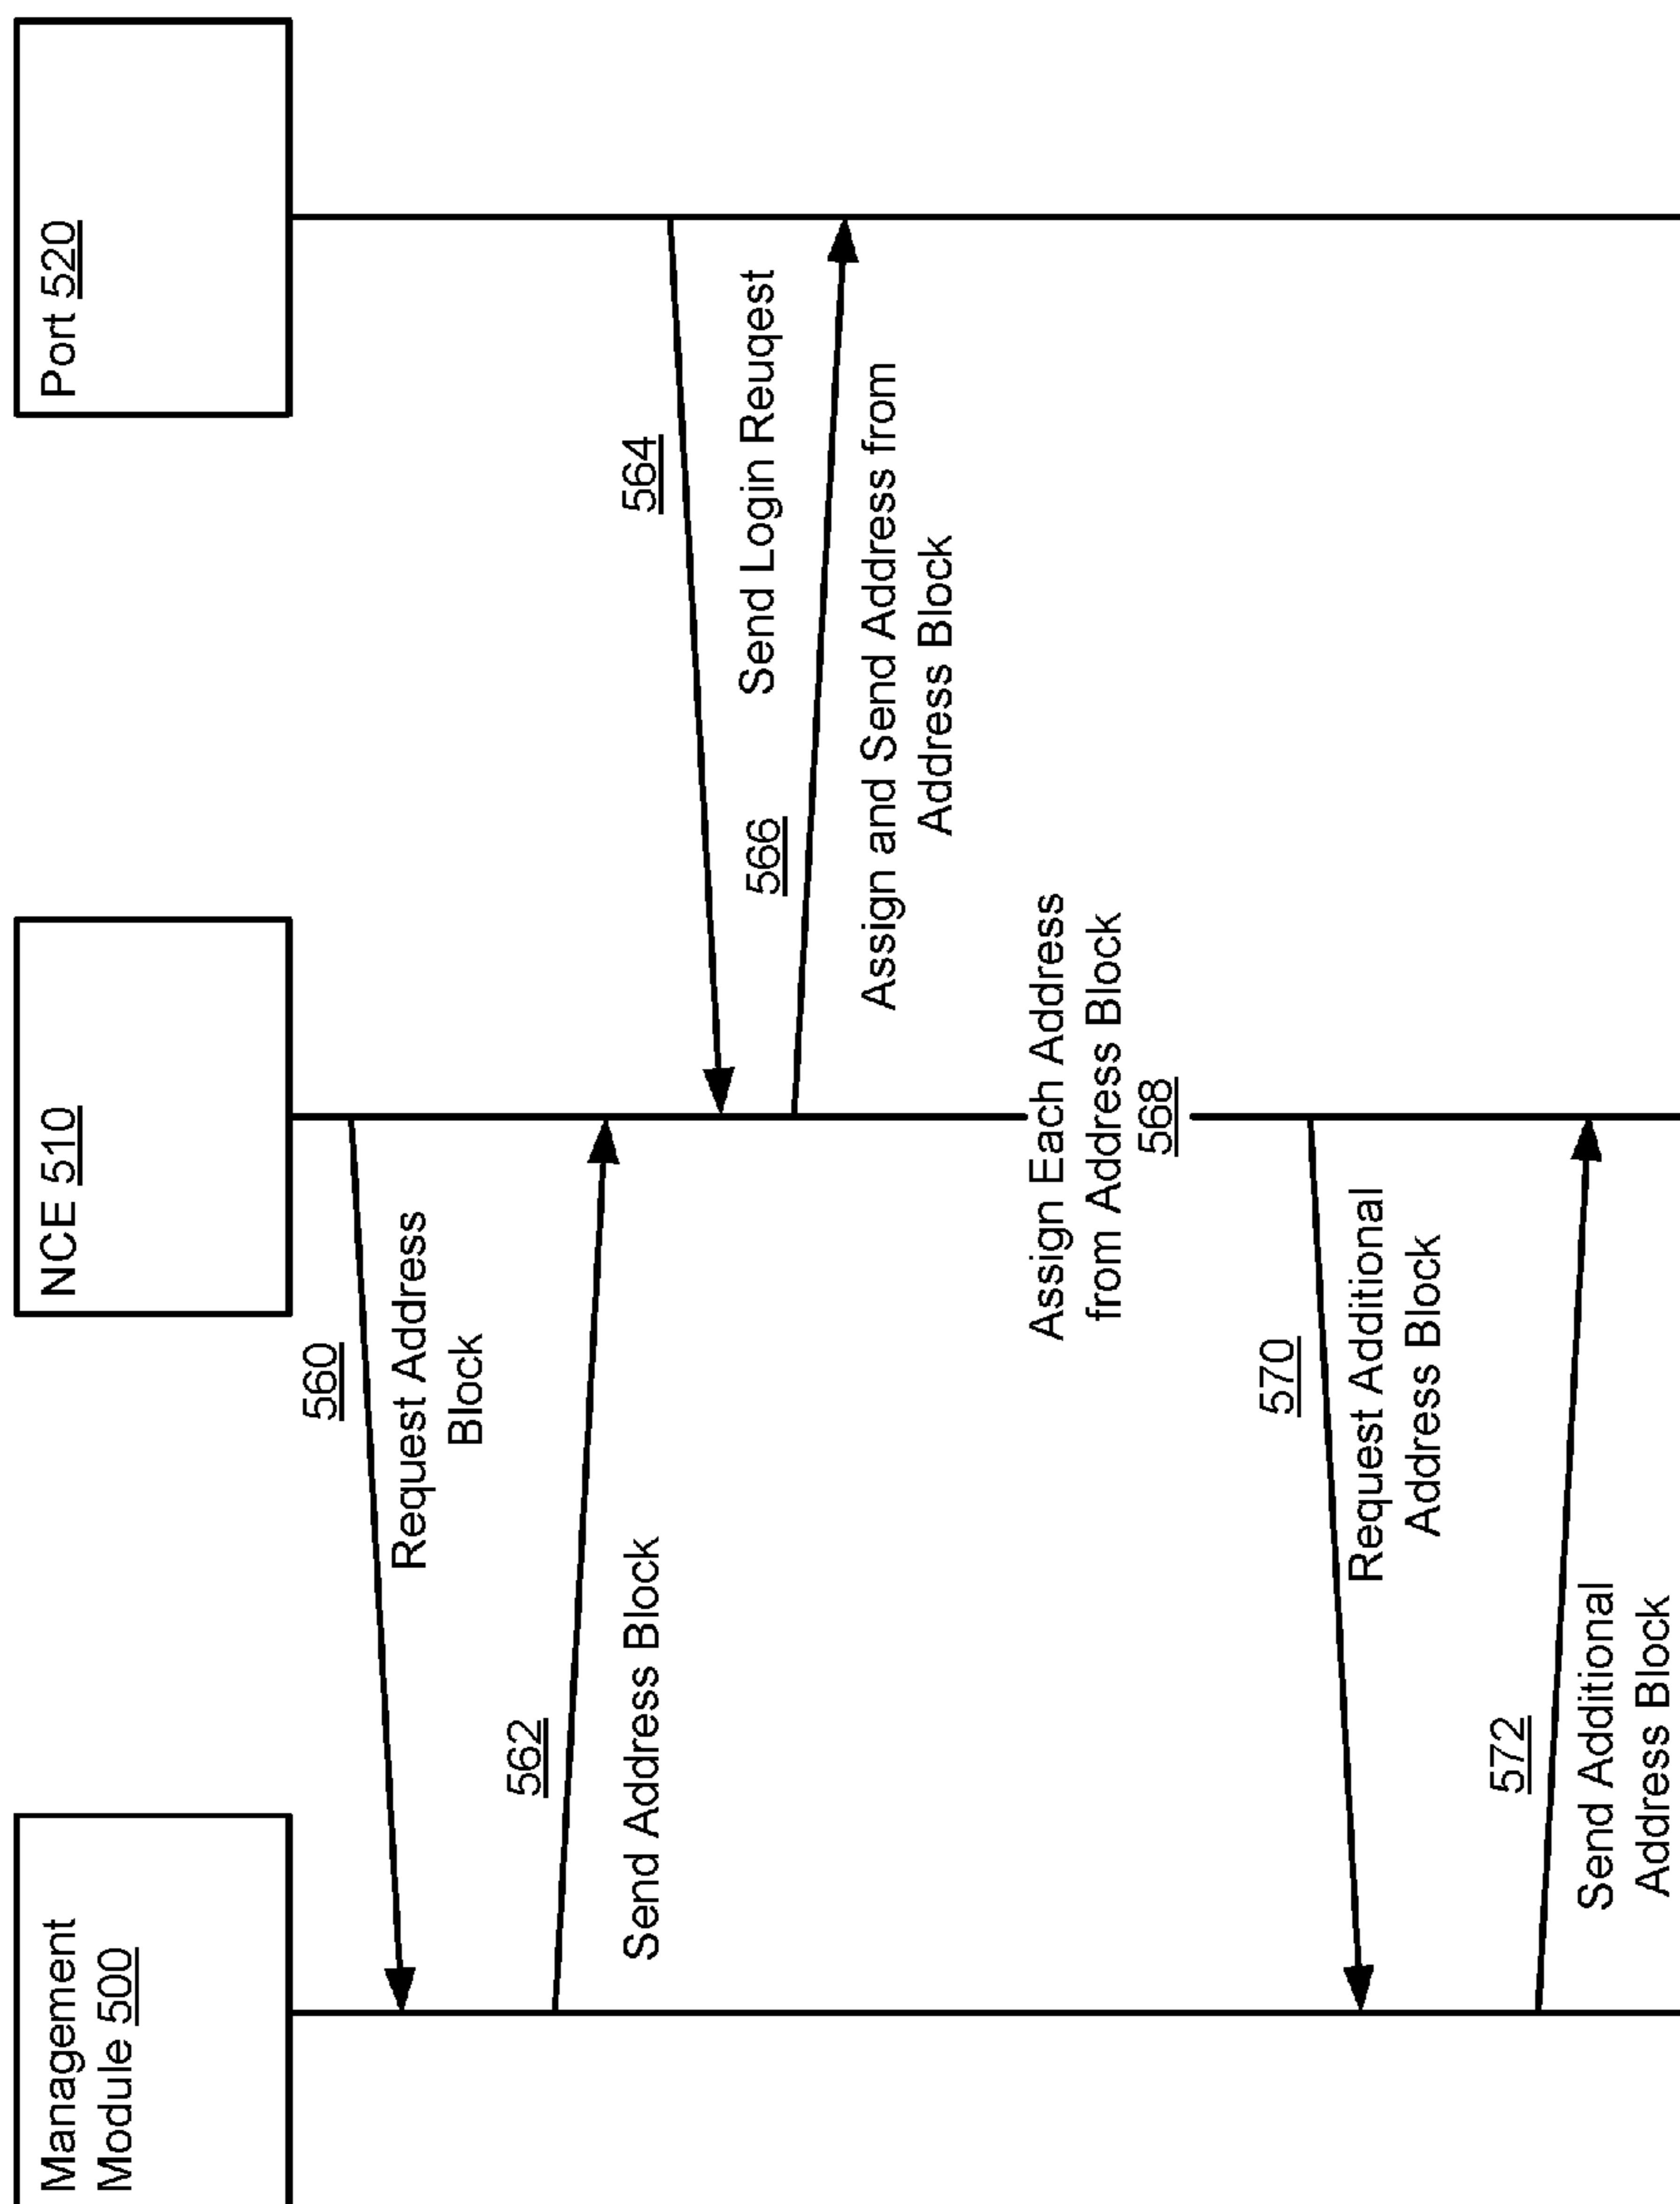 Management
Module 500
NCE 510
Port 520
560
Request Address
Block
562
Send Address Block
564
Send Login Reuqest
566
Assign and Send Address from
Address Block
Assign Each Address
from Address Block
568
570
Request Additional
Address Block
572
Send Additional
Address Block